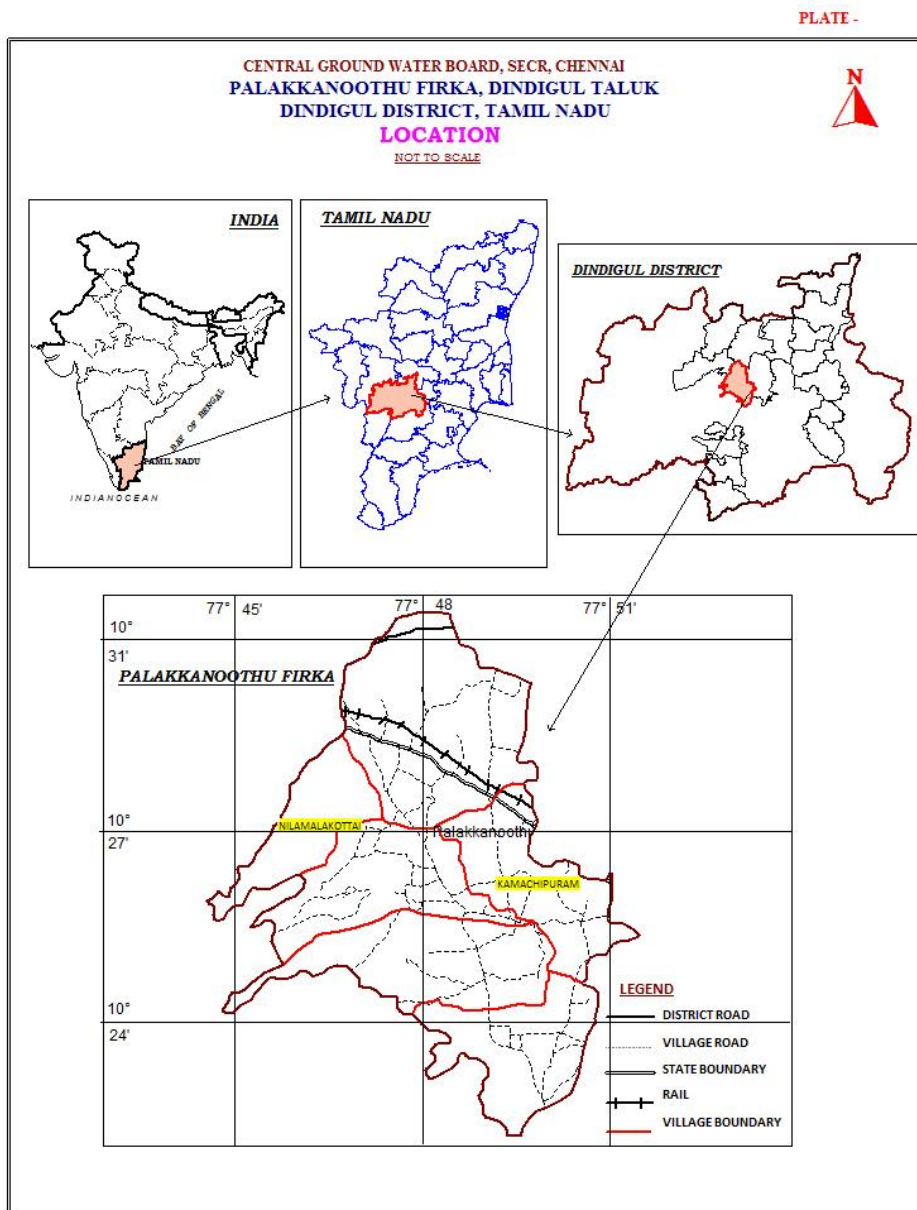 PLATE -
CENTRAL GROUND WATER BOARD, SECR, CHENNAI
PALAKKANOOTHU FIRKA, DINDIGUL TALUK
DINDIGUL DISTRICT, TAMIL NADU
LOCATION
NOT TO SCALE
N
INDIA
BAY OF BENGAL
TAMIL NADU
INDIANOCEAN
TAMIL NADU
DINDIGUL DISTRICT
77° 45' 77° 48 77° 51'
10°
31'
PALAKKANOOTHU FIRKA
10°
27'
NILAMALAKOTTAI
Palakkanoothi
KAMACHIPURAM
10°
24'
LEGEND
DISTRICT ROAD
VILLAGE ROAD
STATE BOUNDARY
RAIL
VILLAGE BOUNDARY